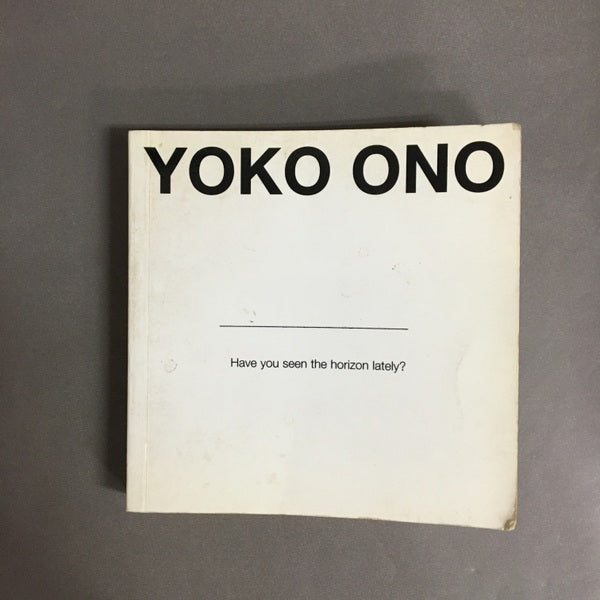 YOKO ONO
Have you seen the horizon lately?